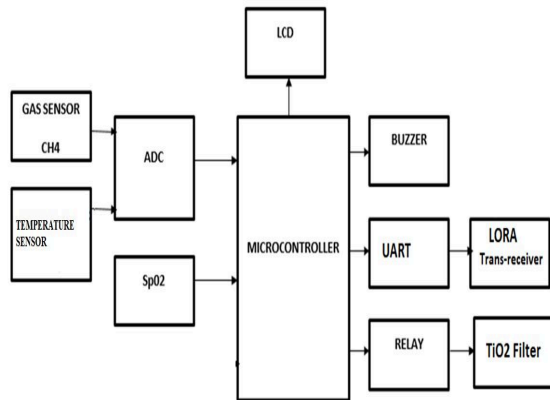 LCD
GAS SENSOR
CH4
ADC
BUZZER
TEMPERATURE
SENSOR
MICROCONTROLLER
UART
LORA
Trans-receiver
Sp02
RELAY
TiO2 Filter